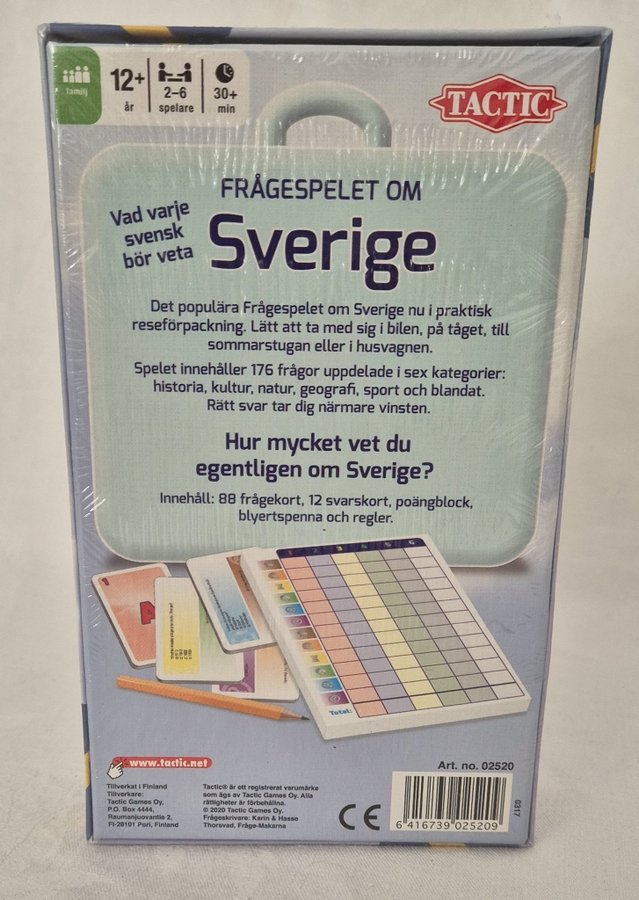 familj
12+
år
2–6
spelare
30+
min
TACTIC
FRÅGESPELET OM
Vad varje
svensk
bör veta
Sverige
Det populära Frågespelet om Sverige nu i praktisk
reseförpackning. Lätt att ta med sig i bilen, på tåget, till
sommarstugan eller i husvagnen.
Spelet innehåller 176 frågor uppdelade i sex kategorier:
historia, kultur, natur, geografi, sport och blandat.
Rätt svar tar dig närmare vinsten.
Hur mycket vet du
egentligen om Sverige?
Innehåll: 88 frågekort, 12 svarskort, poängblock,
blyertspenna och regler.
1 2 3 4 5 6
A
Total:
www.tactic.net
Art. no. 02520
Tillverkat i Finland
Tillverkare:
Tactic Games Oy,
P.O. Box 4444,
Raumanjuovantie 2,
FI-28101 Pori, Finland
Tactic® är ett registrerat varumärke
som ägs av Tactic Games Oy. Alla
rättigheter är förbehållna.
© 2020 Tactic Games Oy.
Frågeskrivare: Karin & Hasse
Thorsvad, Fråge-Makarna
CE
6 416739 025209
0317